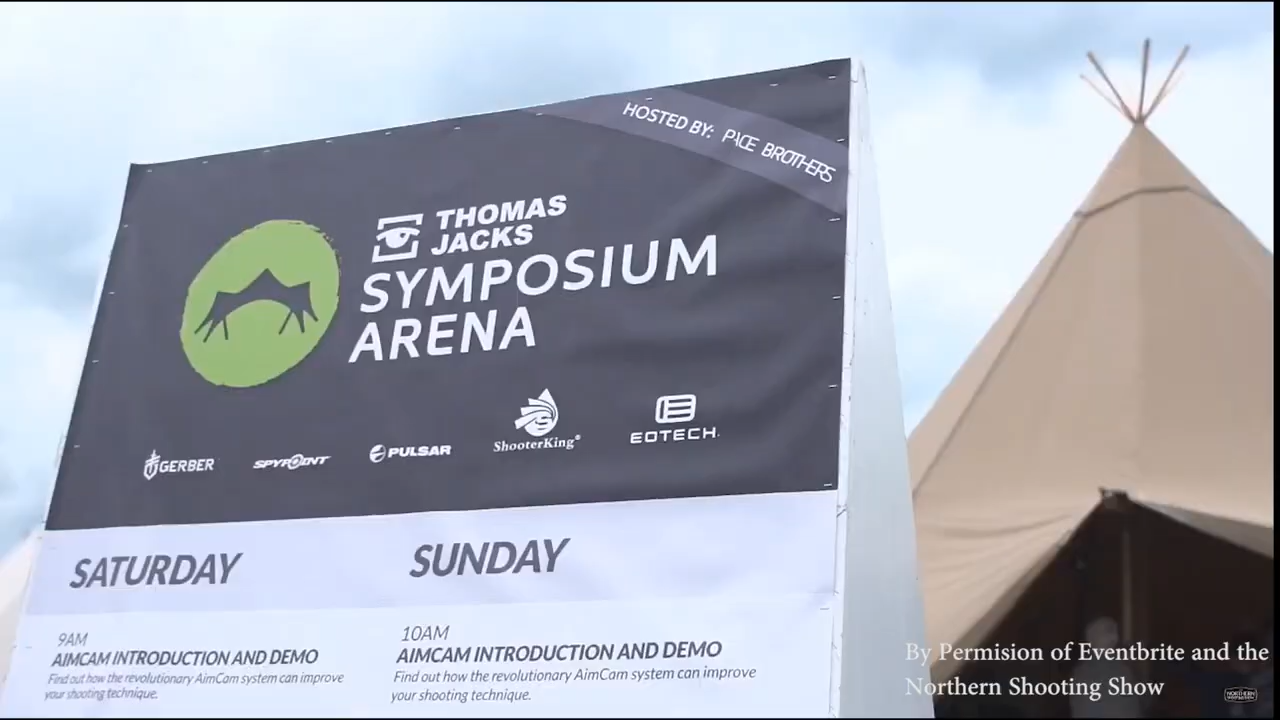 HOSTED BY: PACE BROTHERS
THOMAS
JACKS
SYMPOSIUM
ARENA
GERBER
SPYPOINT
PULSAR
ShooterKing®
EOTECH
SATURDAY
SUNDAY
9AM
AIMCAM INTRODUCTION AND DEMO
Find out how the revolutionary AimCam system can improve
your shooting technique.
10AM
AIMCAM INTRODUCTION AND DEMO
Find out how the revolutionary AimCam system can improve
your shooting technique.
By Permision of Eventbrite and the
Northern Shooting Show